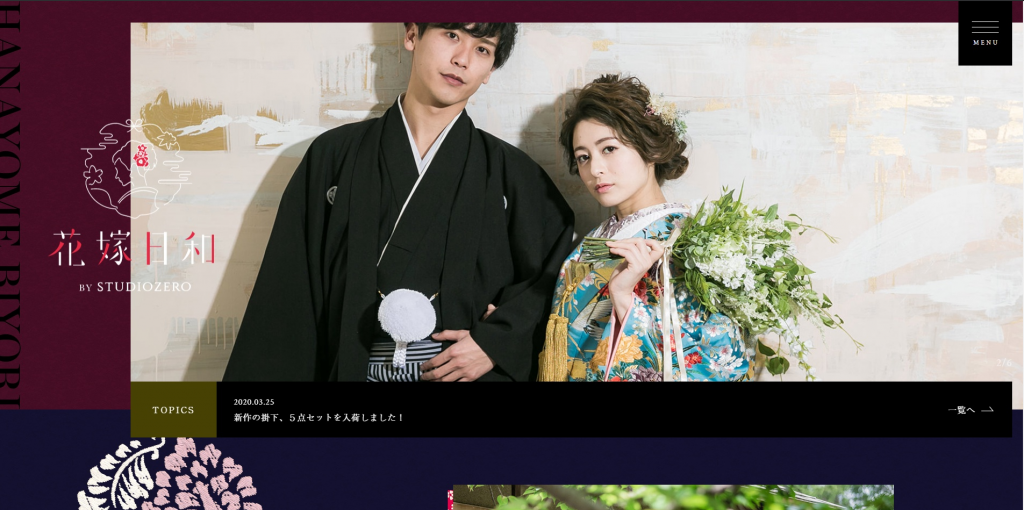 HANAYOME BIYORI
MENU
花嫁日和
BY STUDIOZERO
TOPICS
2020.03.25
新作の掛下、５点セットを入荷しました！
一覧へ